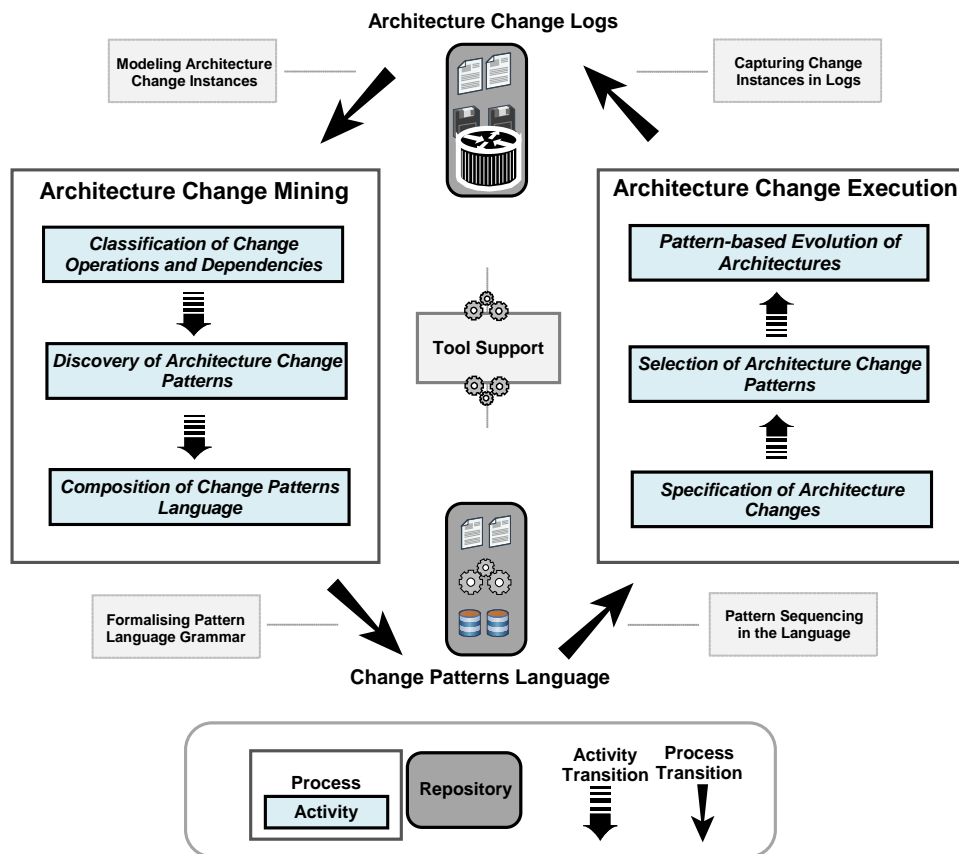 Architecture Change Logs
Modeling Architecture
Change Instances
Capturing Change
Instances in Logs
Architecture Change Mining
Classification of Change
Operations and Dependencies
Discovery of Architecture Change
Patterns
Composition of Change Patterns
Language
Tool Support
Architecture Change Execution
Pattern-based Evolution of
Architectures
Selection of Architecture Change
Patterns
Specification of Architecture
Changes
Formalising Pattern
Language Grammar
Pattern Sequencing
in the Language
Change Patterns Language
Process
Activity
Repository
Activity
Transition
Process
Transition